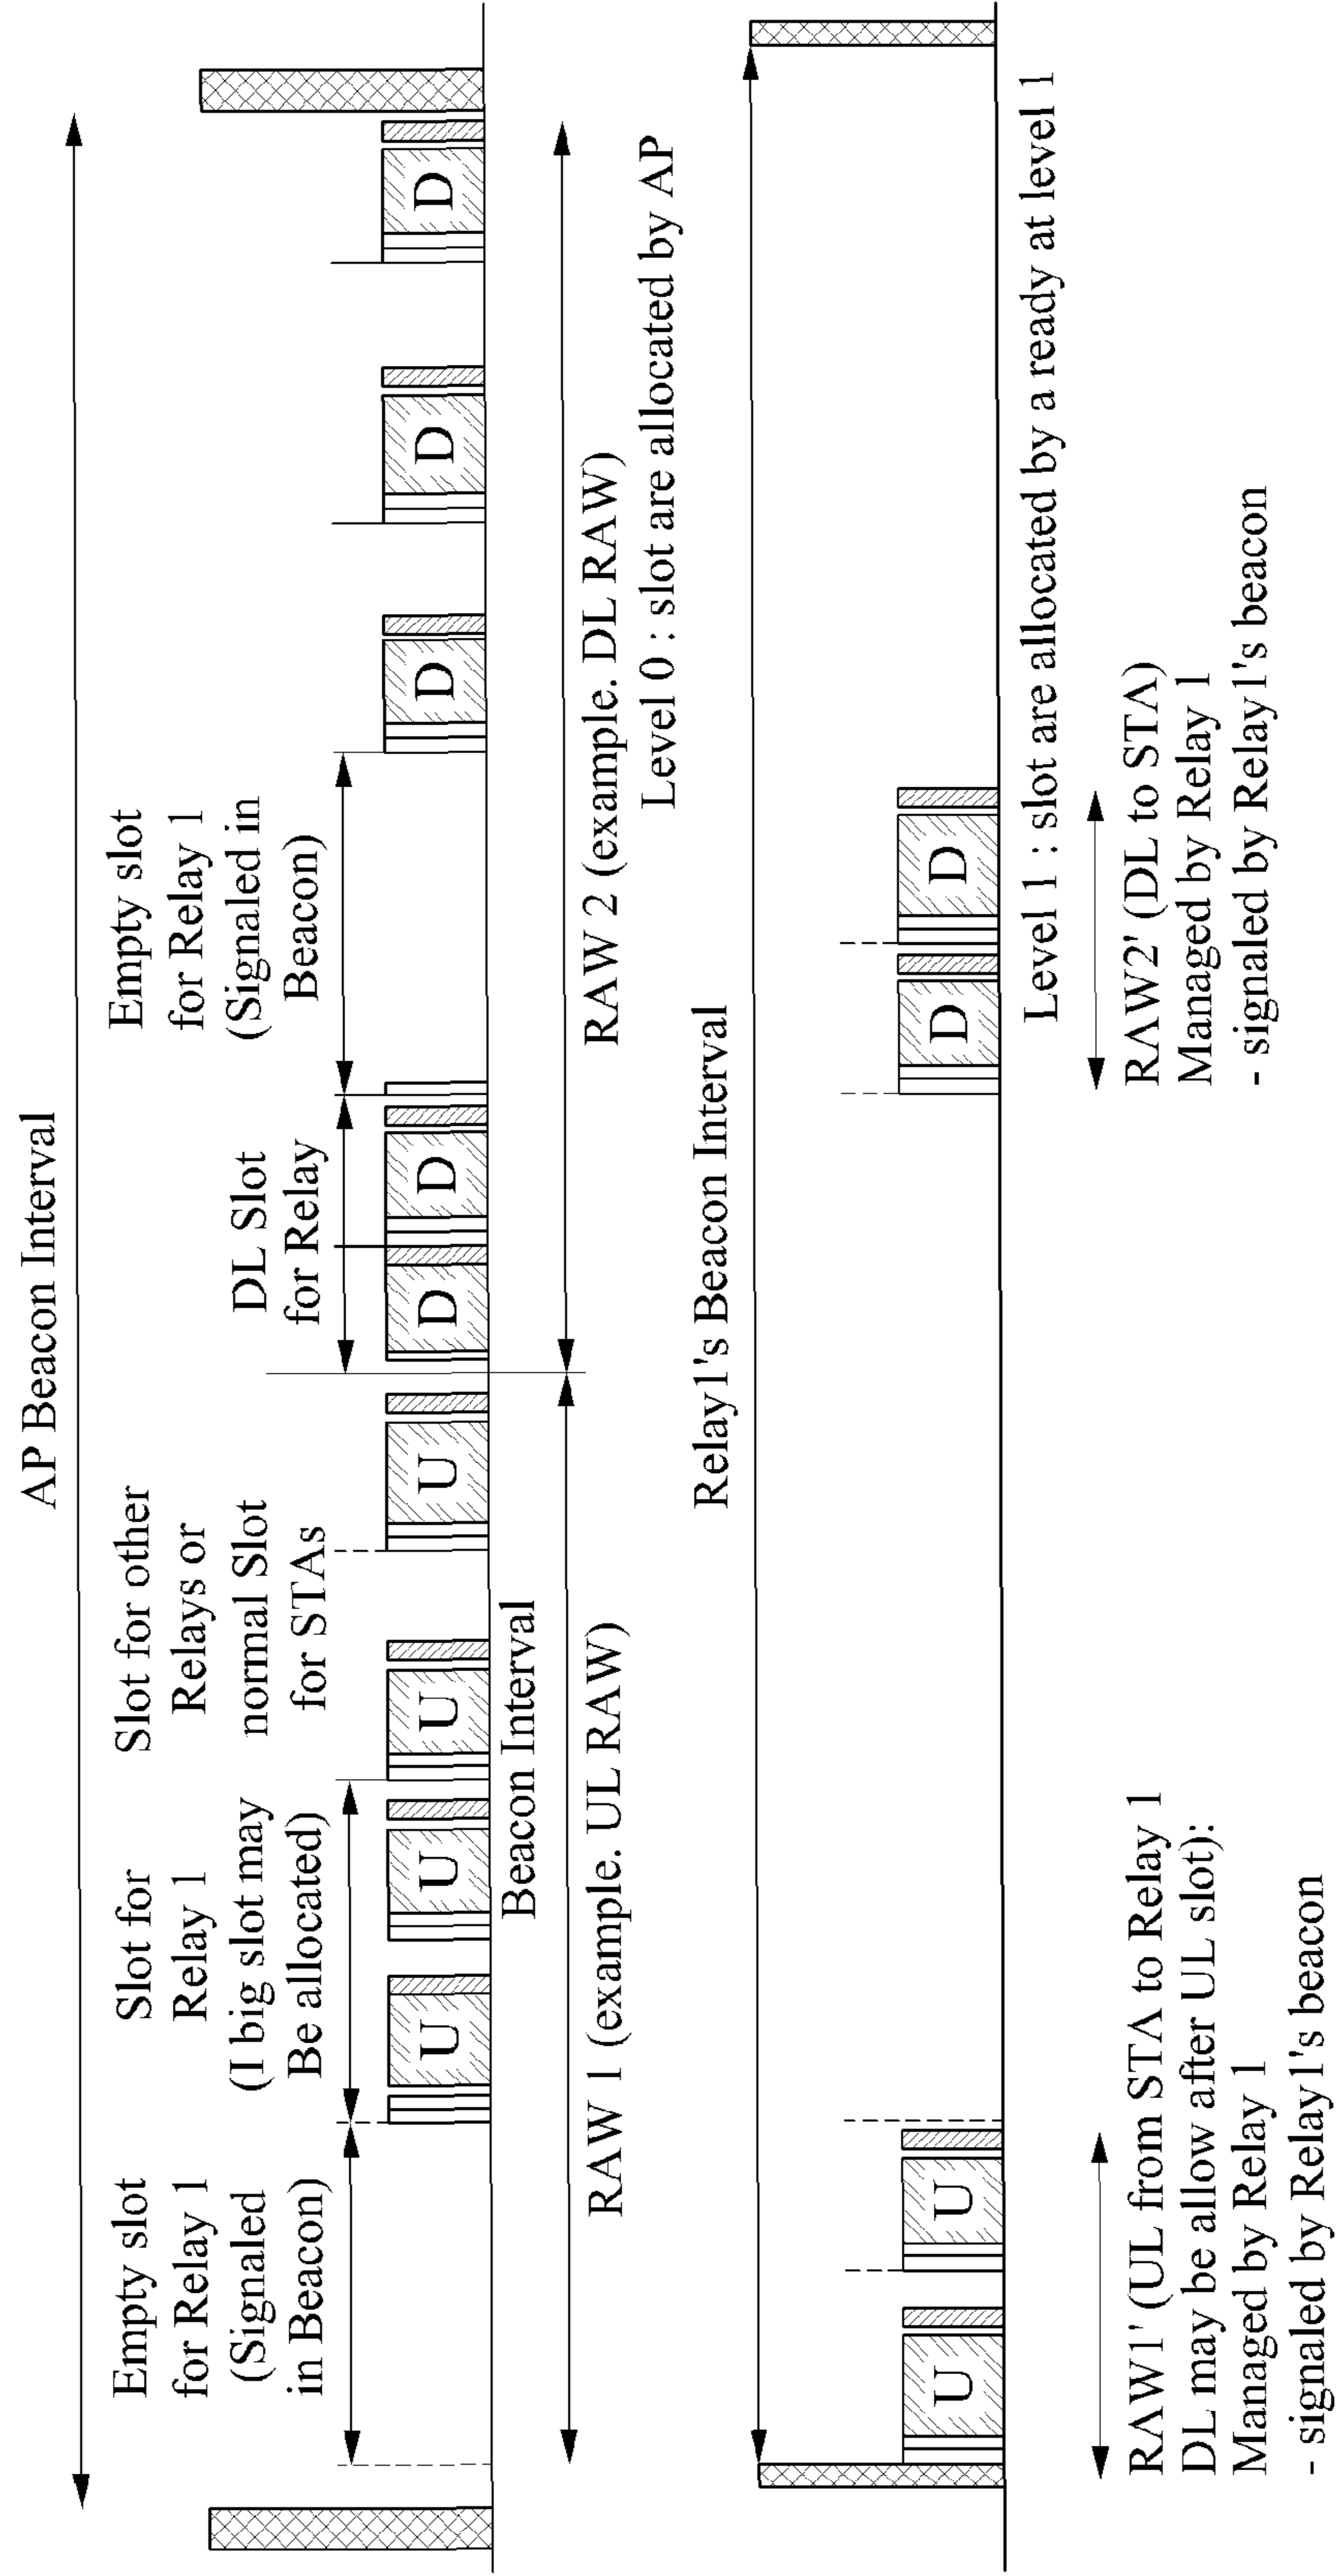 AP Beacon Interval
Empty slot
for Relay 1
(Signaled
in Beacon)
Slot for
Relay 1
(I big slot may
Be allocated)
Slot for other
Relays or
normal Slot
for STAs
DL Slot
for Relay
Empty slot
for Relay 1
(Signaled in
Beacon)
U
U
U
U
D
D
D
D
D
Beacon Interval
RAW 1 (example. UL RAW)
RAW 2 (example. DL RAW)
Level 0 : slot are allocated by AP
Relay1's Beacon Interval
U
U
D
D
Level 1 : slot are allocated by a ready at level 1
RAW1' (UL from STA to Relay 1
DL may be allow after UL slot):
Managed by Relay 1
- signaled by Relay1's beacon
RAW2' (DL to STA)
Managed by Relay 1
- signaled by Relay1's beacon